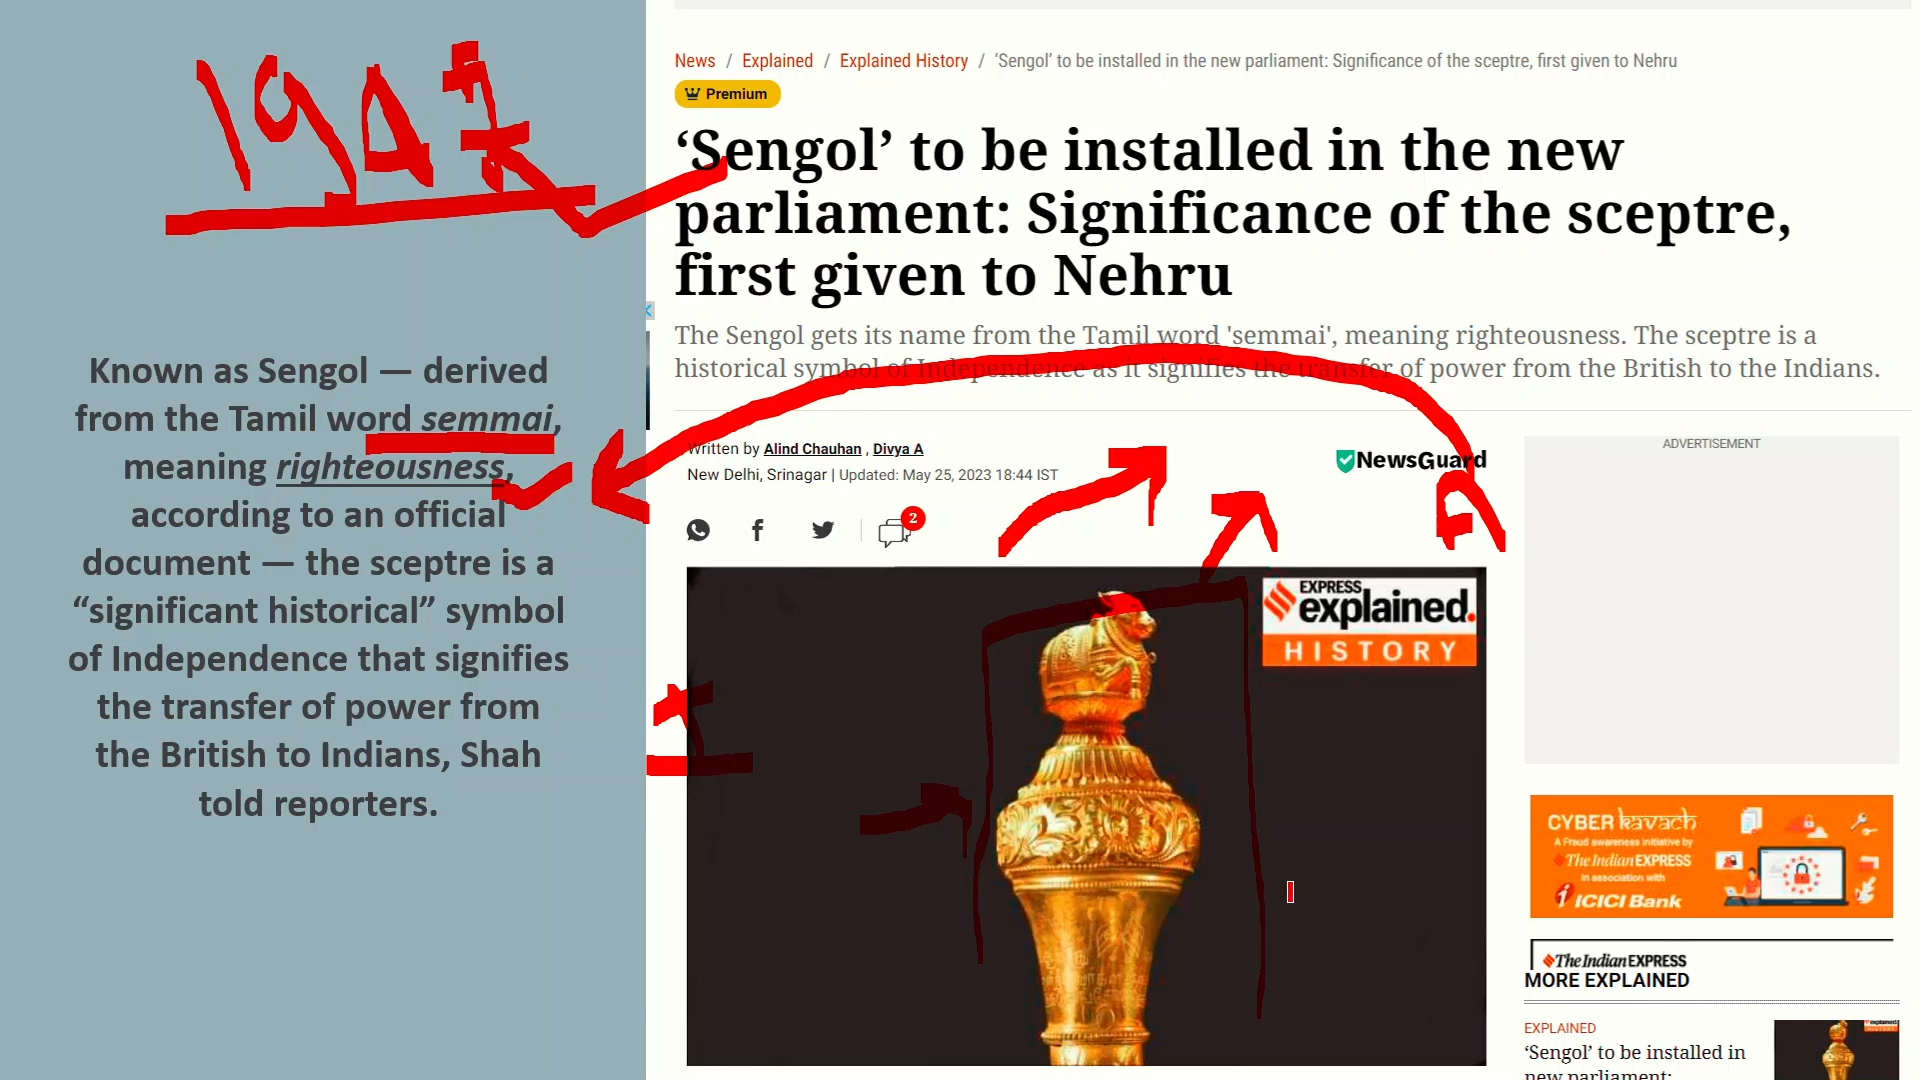 1947
Known as Sengol — derived
from the Tamil word semmai,
meaning righteousness,
according to an official
document — the sceptre is a
“significant historical” symbol
of Independence that signifies
the transfer of power from
the British to Indians, Shah
told reporters.
News / Explained / Explained History / ‘Sengol’ to be installed in the new parliament: Significance of the sceptre, first given to Nehru
Premium
‘Sengol’ to be installed in the new
parliament: Significance of the sceptre,
first given to Nehru
The Sengol gets its name from the Tamil word 'semmai', meaning righteousness. The sceptre is a
historical symbol of Independence as it signifies the transfer of power from the British to the Indians.
Written by Alind Chauhan , Divya A
New Delhi, Srinagar | Updated: May 25, 2023 18:44 IST
NewsGuard
2
EXPRESS
explained.
HISTORY
ADVERTISEMENT
CYBER kavach
A Fraud awareness initiative by
The Indian EXPRESS
In association with
ICICI Bank
The Indian EXPRESS
MORE EXPLAINED
EXPLAINED
‘Sengol’ to be installed in
new parliament: